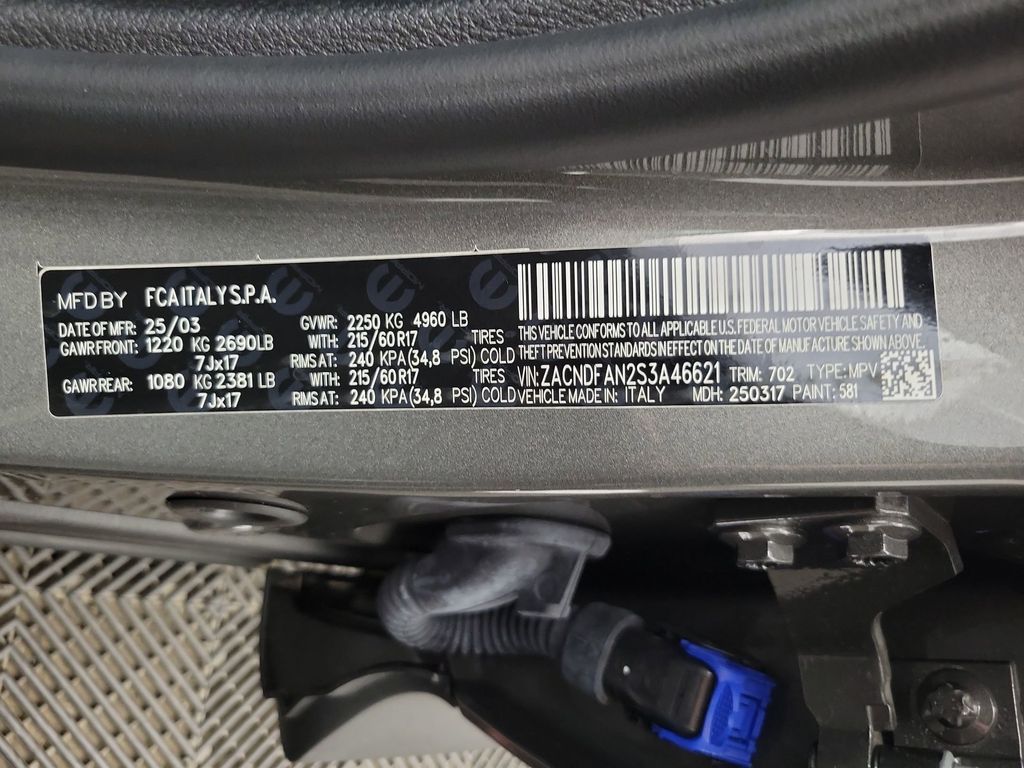 MFD BY FCA ITALY S.P.A.
DATE OF MFR: 25/03 GVWR: 2250 KG 4960 LB
GAWR FRONT: 1220 KG 2690LB WITH: 215/60 R17 TIRES
7Jx17 RIMS AT: 240 KPA (34,8 PSI) COLD
GAWR REAR: 1080 KG 2381 LB WITH: 215/60 R17 TIRES
7Jx17 RIMS AT: 240 KPA (34,8 PSI) COLD
THIS VEHICLE CONFORMS TO ALL APPLICABLE U.S. FEDERAL MOTOR VEHICLE SAFETY AND
THEFT PREVENTION STANDARDS IN EFFECT ON THE DATE OF MANUFACTURE SHOWN ABOVE.
VIN: ZACNDFAN2S3A46621 TRIM: 702 TYPE: MPV
VEHICLE MADE IN: ITALY MDH: 250317 PAINT: 581